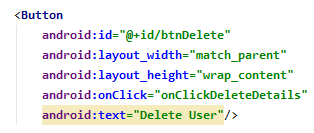 <Button
android:id="@+id/btnDelete"
android:layout_width="match_parent"
android:layout_height="wrap_content"
android:onClick="onClickDeleteDetails"
android:text="Delete User"/>